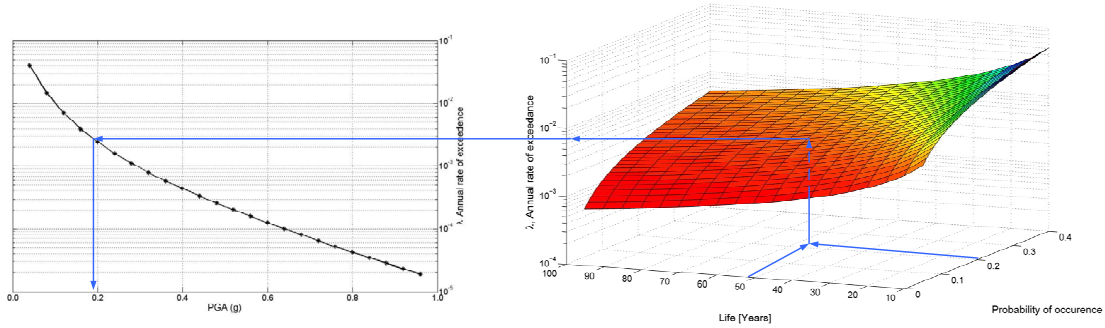 10^-1
10^-2
10^-3
10^-4
10^-5
λ, Annual rate of exceedence
0.0 0.2 0.4 0.6 0.8 1.0
PGA (g)
10^-1
10^-2
10^-3
10^-4
λ, Annual rate of exceedance
100 90 80 70 60 50 40 30 20 10
Life [Years]
0 0.1 0.2 0.3 0.4
Probability of occurence